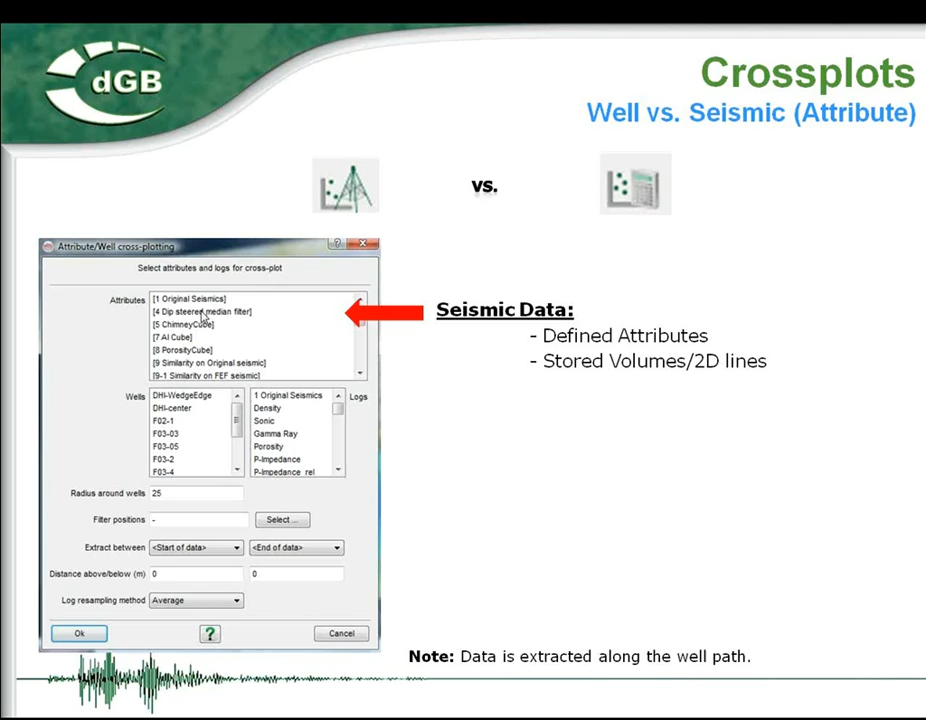 dGB
Crossplots
Well vs. Seismic (Attribute)
vs.
Attribute/Well cross-plotting
?
Select attributes and logs for cross-plot
Attributes
[1 Original Seismics]
[4 Dip steered median filter]
[5 ChimneyCube]
[7 AI Cube]
[8 PorosityCube]
[9 Similarity on Original seismic]
[9-1 Similarity on FEF seismic]
Seismic Data:
- Defined Attributes
- Stored Volumes/2D lines
Wells
DHI-WedgeEdge
DHI-center
F02-1
F03-03
F03-05
F03-2
F03-4
1 Original Seismics
Density
Sonic
Gamma Ray
Porosity
P-Impedance
P-Impedance_rel
Logs
Radius around wells 25
Filter positions - Select ...
Extract between <Start of data> <End of data>
Distance above/below (m) 0 0
Log resampling method Average
Ok ? Cancel
Note: Data is extracted along the well path.